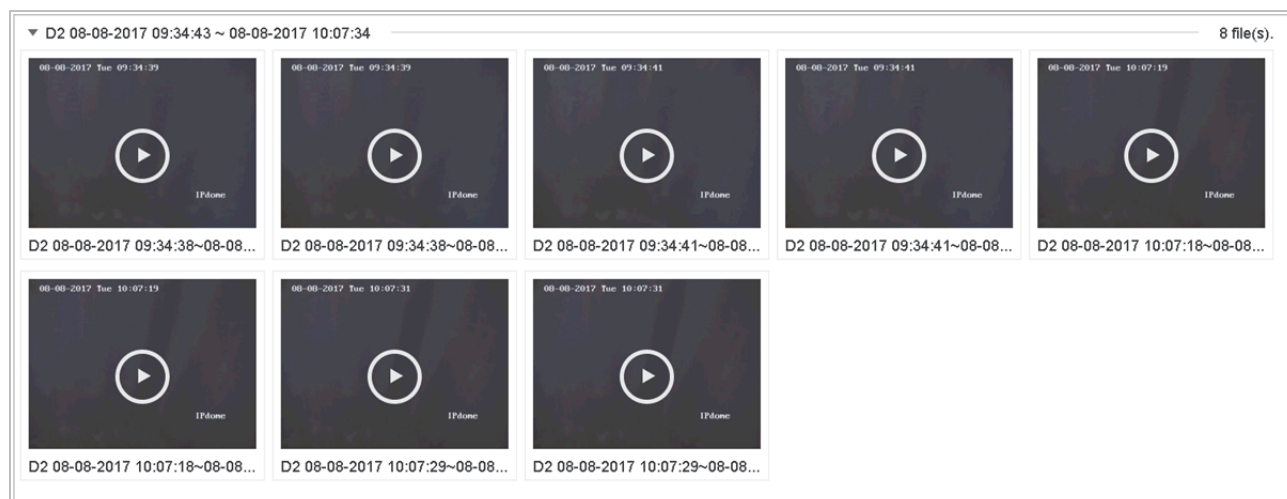 D2 08-08-2017 09:34:43 ~ 08-08-2017 10:07:34 8 file(s).
08-08-2017 Tue 09:34:39
IPdome
D2 08-08-2017 09:34:38~08-08...
08-08-2017 Tue 09:34:39
IPdome
D2 08-08-2017 09:34:38~08-08...
08-08-2017 Tue 09:34:41
IPdome
D2 08-08-2017 09:34:41~08-08...
08-08-2017 Tue 09:34:41
IPdome
D2 08-08-2017 09:34:41~08-08...
08-08-2017 Tue 10:07:19
IPdome
D2 08-08-2017 10:07:18~08-08...
08-08-2017 Tue 10:07:19
IPdome
D2 08-08-2017 10:07:18~08-08...
08-08-2017 Tue 10:07:31
IPdome
D2 08-08-2017 10:07:29~08-08...
08-08-2017 Tue 10:07:31
IPdome
D2 08-08-2017 10:07:29~08-08...